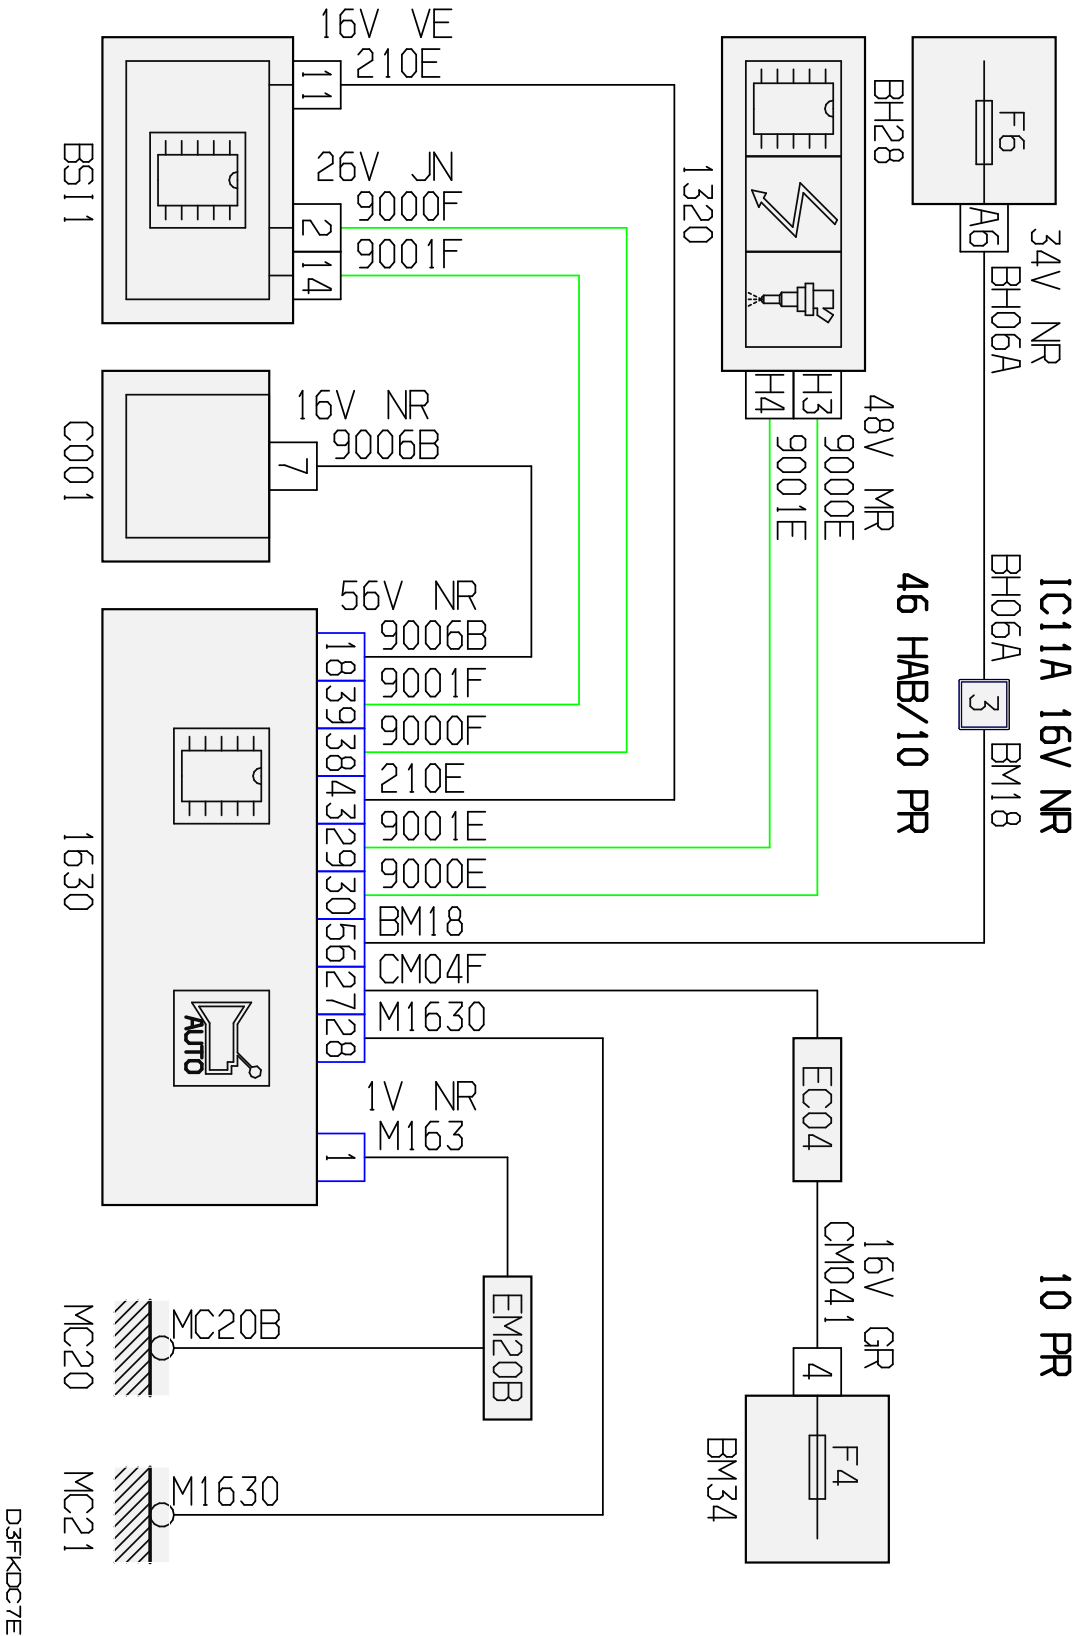 16V VE
210E
11
BSI1
26V JN
9000F
2
9001F
14
1320
BH28
F6
A6
34V NR
BH06A
H4
H3
48V MR
9000E
9001E
16V NR
9006B
7
C001
BH06A
3
BM18
IC11A 16V NR
46 HAB/10 PR
56V NR
9006B
18
9001F
39
9000F
38
210E
43
9001E
29
9000E
30
BM18
56
CM04F
27
M1630
28
1V NR
M163
1
1630
AUTO
EC04
CM041
16V GR
4
F4
BM34
10 PR
EM20B
MC20B
MC20
M1630
MC21
D3FKDC7E